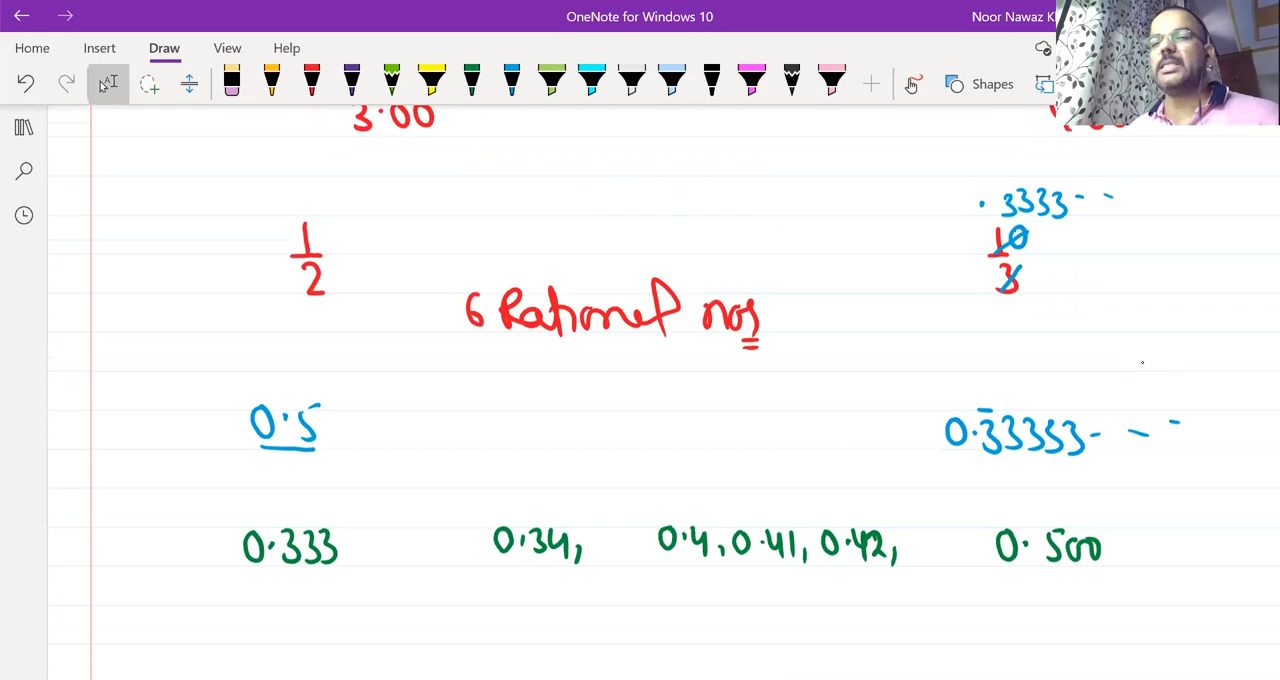 OneNote for Windows 10
Noor Nawaz K
Home Insert Draw View Help
Shapes
3.00
.3333--
1/2
10/3
6 Rational nos
0.5
0.33333---
0.333 0.34, 0.4, 0.41, 0.42, 0.500